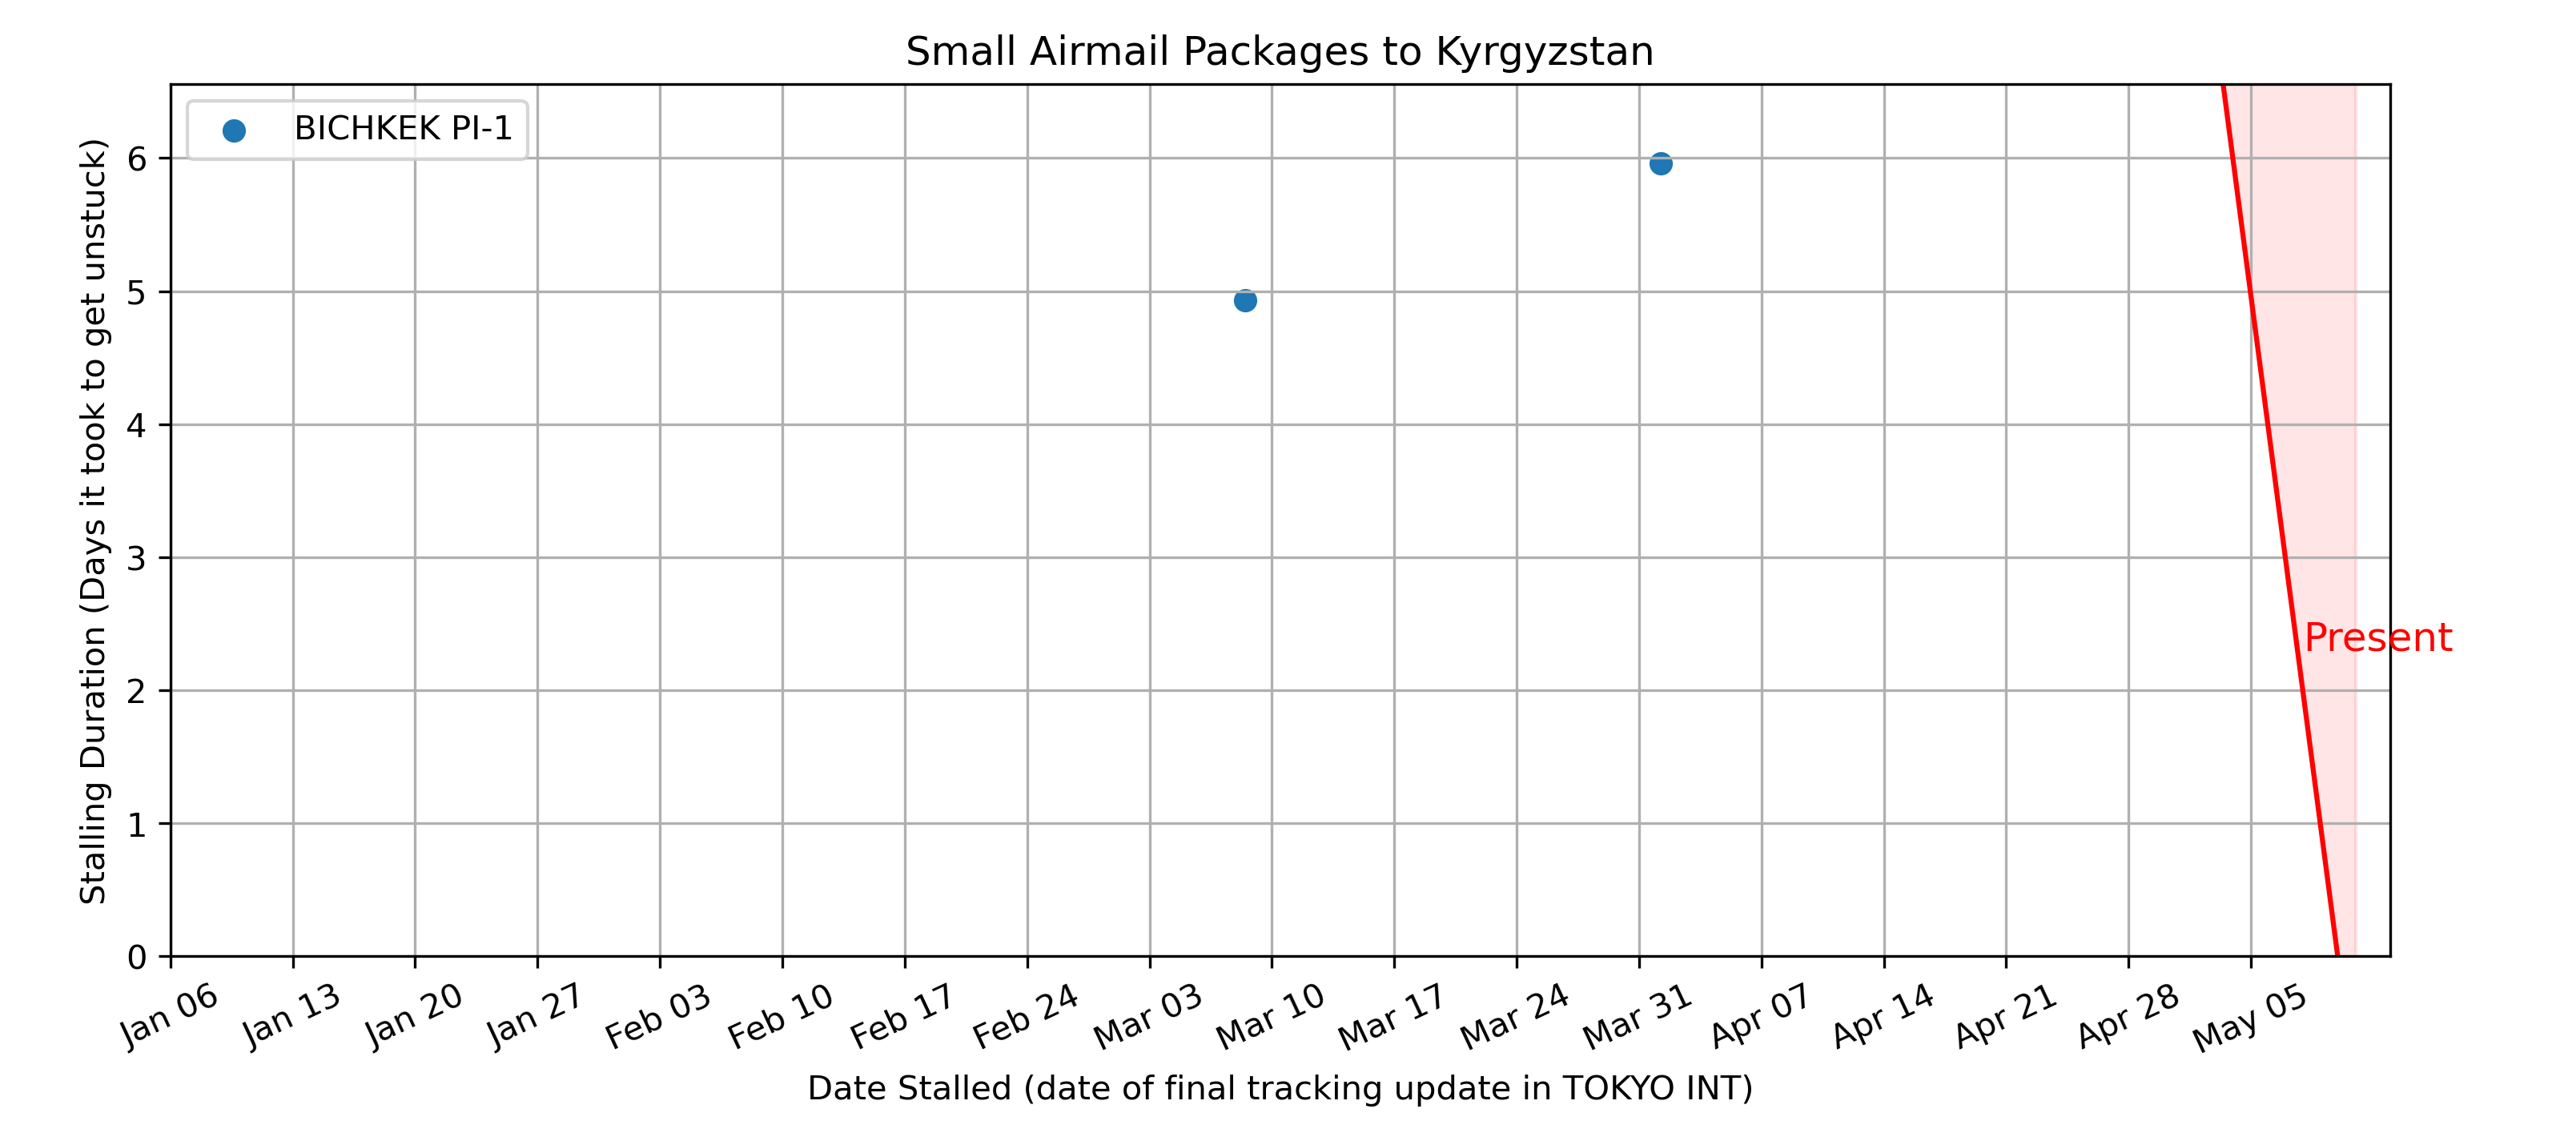 Small Airmail Packages to Kyrgyzstan
BICHKEK PI-1
Stalling Duration (Days it took to get unstuck)
6
5
4
3
2
1
0
Present
Jan 06
Jan 13
Jan 20
Jan 27
Feb 03
Feb 10
Feb 17
Feb 24
Mar 03
Mar 10
Mar 17
Mar 24
Mar 31
Apr 07
Apr 14
Apr 21
Apr 28
May 05
Date Stalled (date of final tracking update in TOKYO INT)